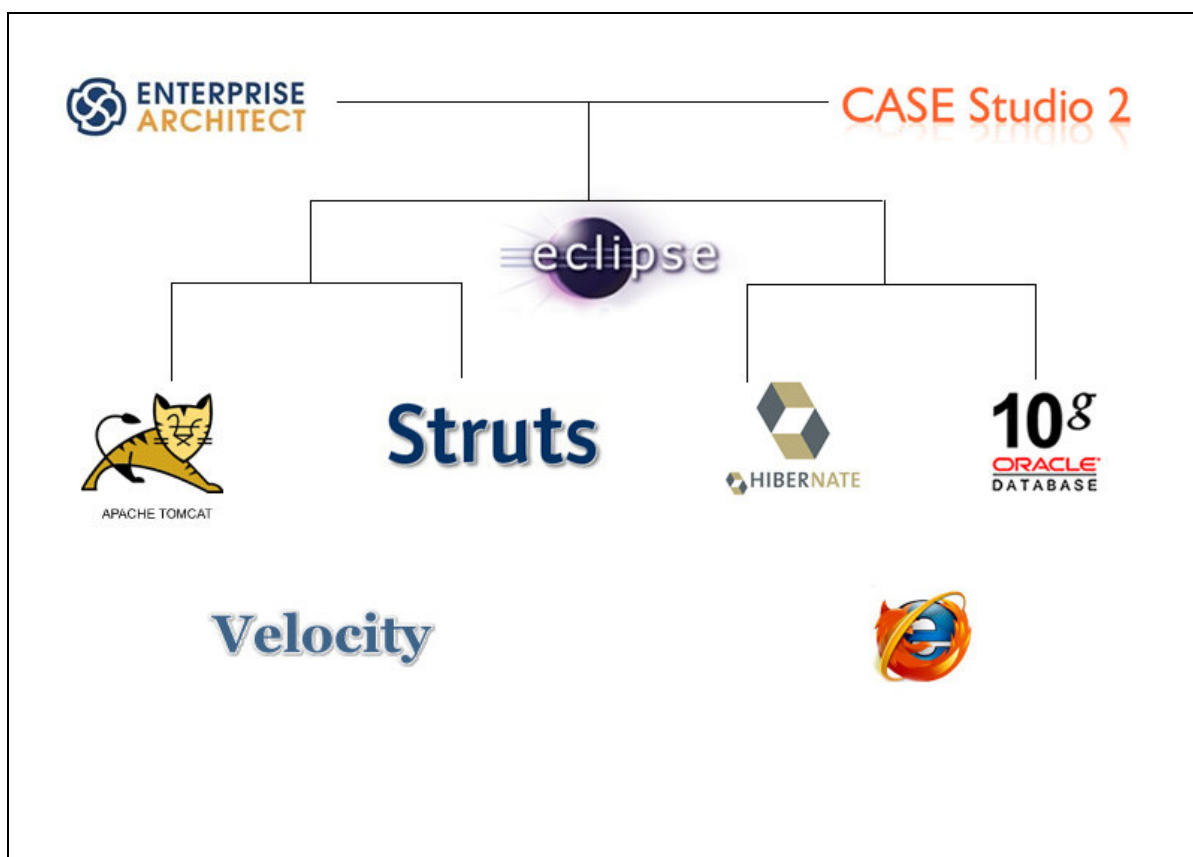 ENTERPRISE
ARCHITECT
CASE Studio 2
eclipse
Struts
10g
ORACLE
DATABASE
HIBERNATE
APACHE TOMCAT
Velocity
e